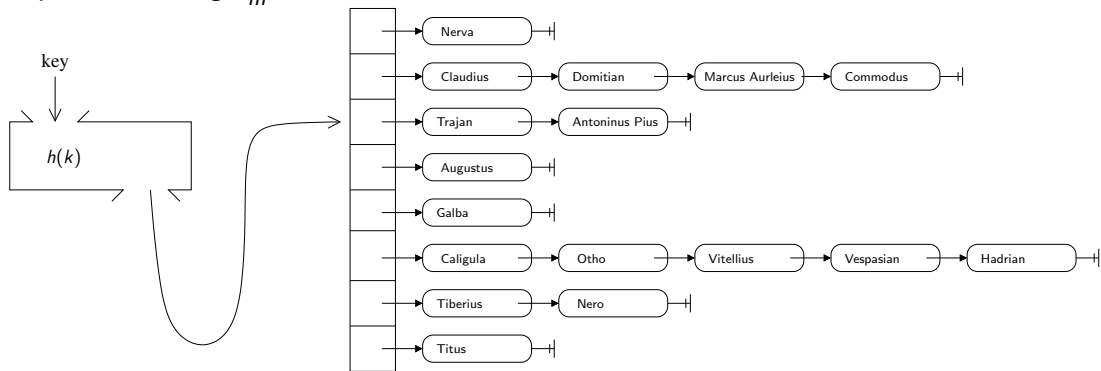 m
key
h(k)
Nerva
Claudius Domitian Marcus Aurleius Commodus
Trajan Antoninus Pius
Augustus
Galba
Caligula Otho Vitellius Vespasian Hadrian
Tiberius Nero
Titus